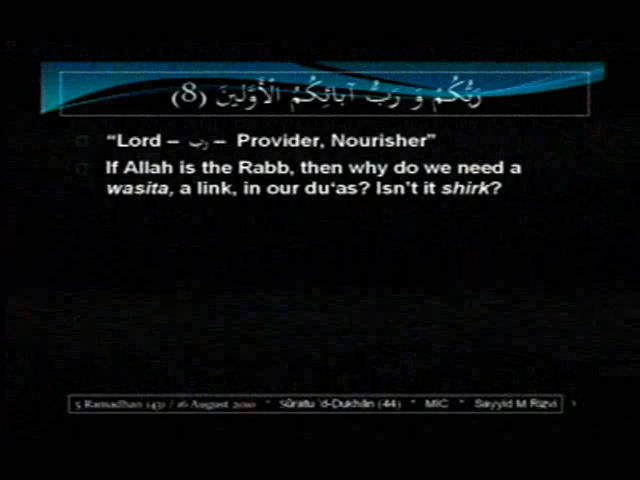 رَبُّكُمْ وَ رَبُّ آبَائِكُمُ الْأَوَّلِينَ (8)
“Lord – رب – Provider, Nourisher”
If Allah is the Rabb, then why do we need a
wasita, a link, in our du‘as? Isn’t it shirk?
5 Ramadhan 1431 / 16 August 2010 * Sūratu 'd-Dukhān (44) * MIC * Sayyid M Rizvi